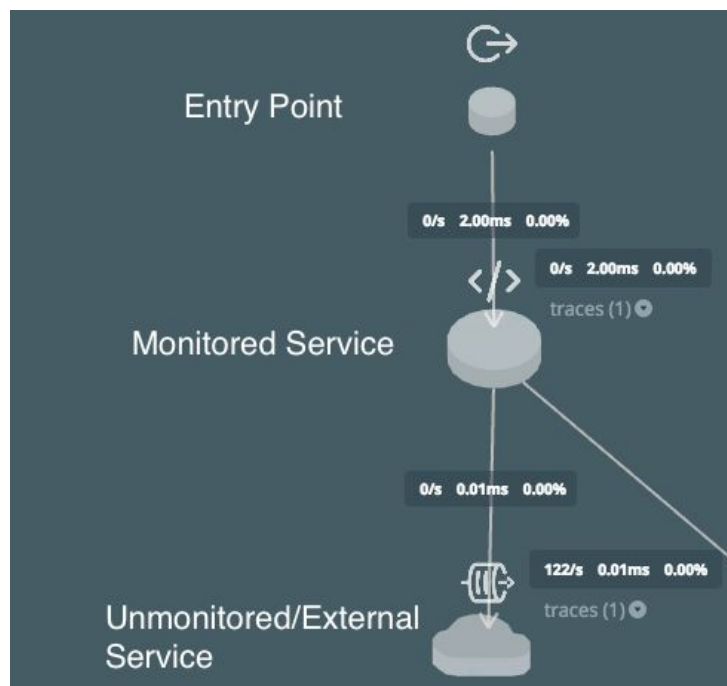 Entry Point
0/s 2.00ms 0.00%
0/s 2.00ms 0.00%
traces (1)
Monitored Service
0/s 0.01ms 0.00%
122/s 0.01ms 0.00%
traces (1)
Unmonitored/External
Service